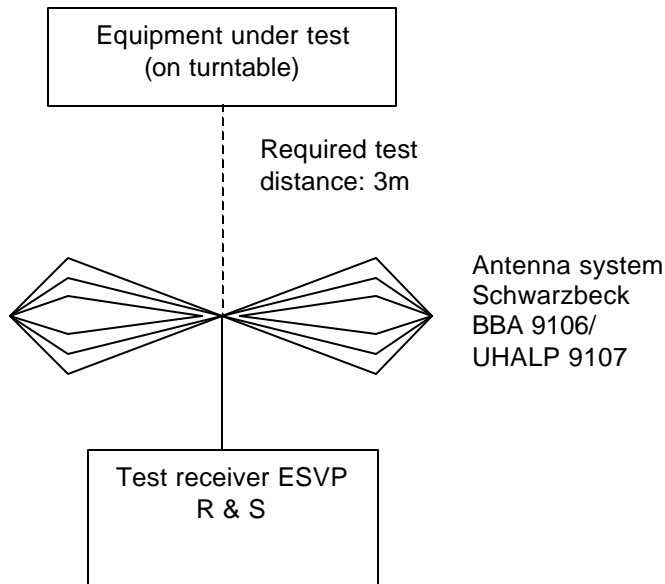 Equipment under test
(on turntable)
Required test
distance: 3m
Antenna system
Schwarzbeck
BBA 9106/
UHALP 9107
Test receiver ESVP
R & S